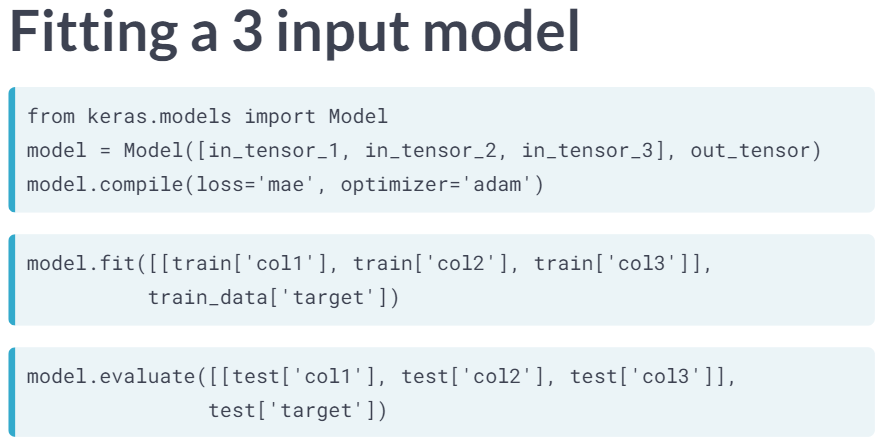 Fitting a 3 input model
from keras.models import Model
model = Model([in_tensor_1, in_tensor_2, in_tensor_3], out_tensor)
model.compile(loss='mae', optimizer='adam')
model.fit([[train['col1'], train['col2'], train['col3']],
          train_data['target'])
model.evaluate([[test['col1'], test['col2'], test['col3']],
               test['target'])